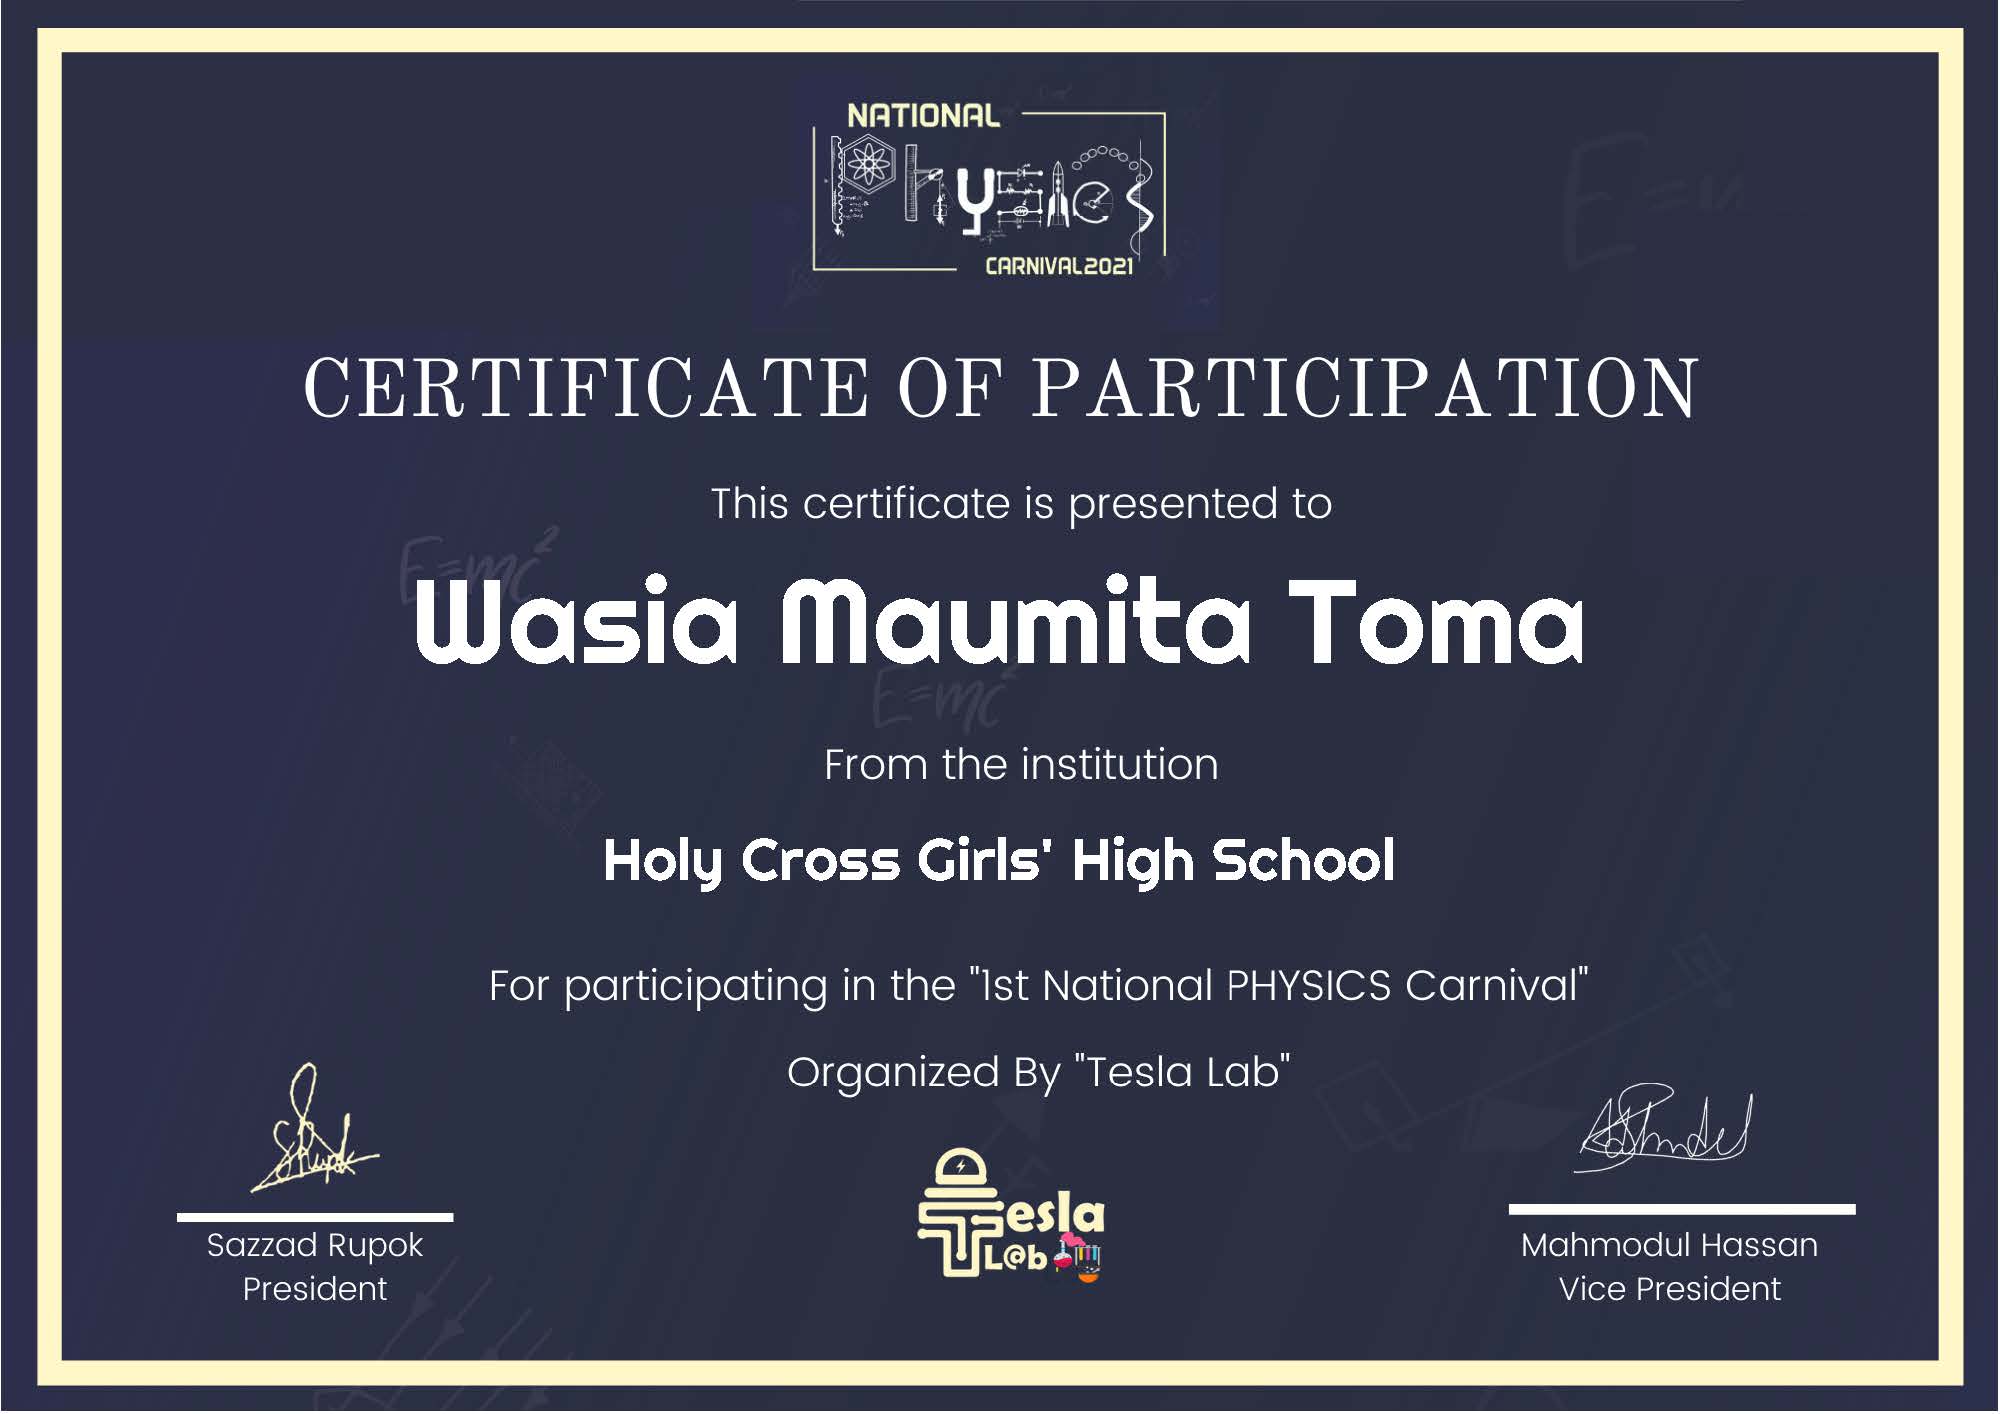 NATIONAL
Physics
CARNIVAL2021
CERTIFICATE OF PARTICIPATION
This certificate is presented to
E=mc²
Wasia Maumita Toma
E=mc²
From the institution
Holy Cross Girls' High School
For participating in the "1st National PHYSICS Carnival"
Organized By "Tesla Lab"
Tesla
L@b
Sazzad Rupok
President
Mahmodul Hassan
Vice President